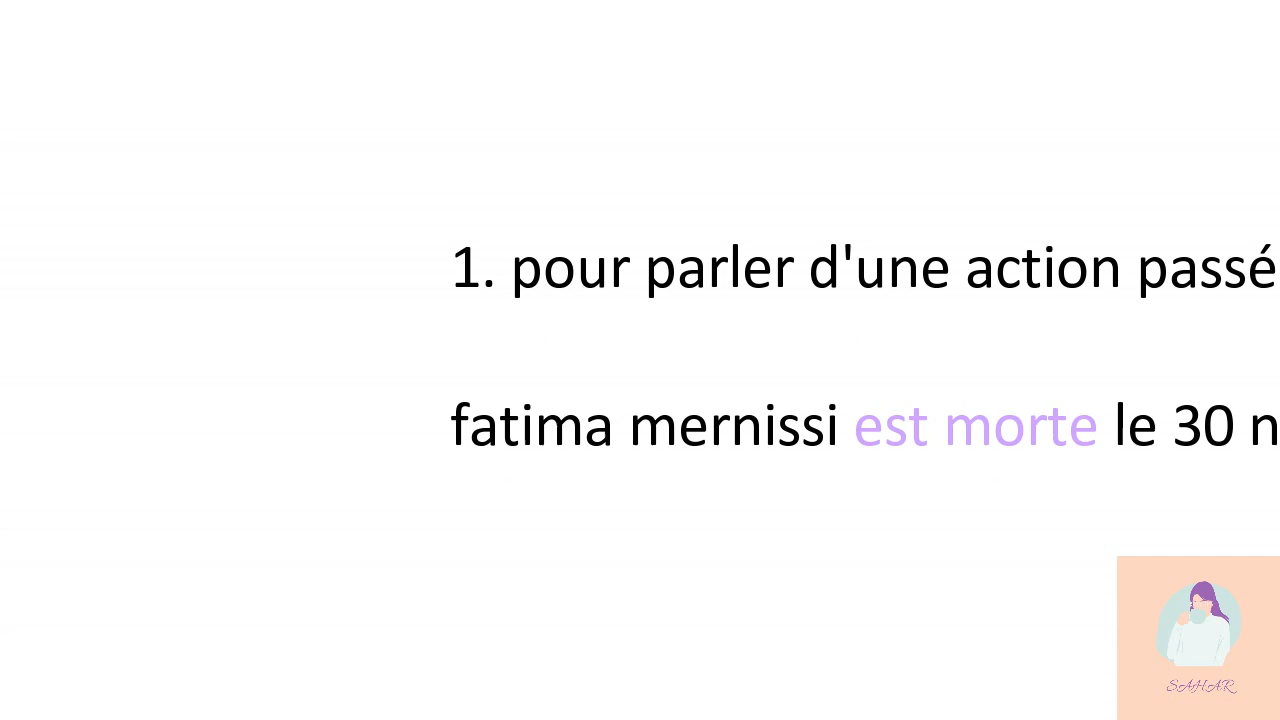 1. pour parler d'une action passé
fatima mernissi est morte le 30 n
SAHAR